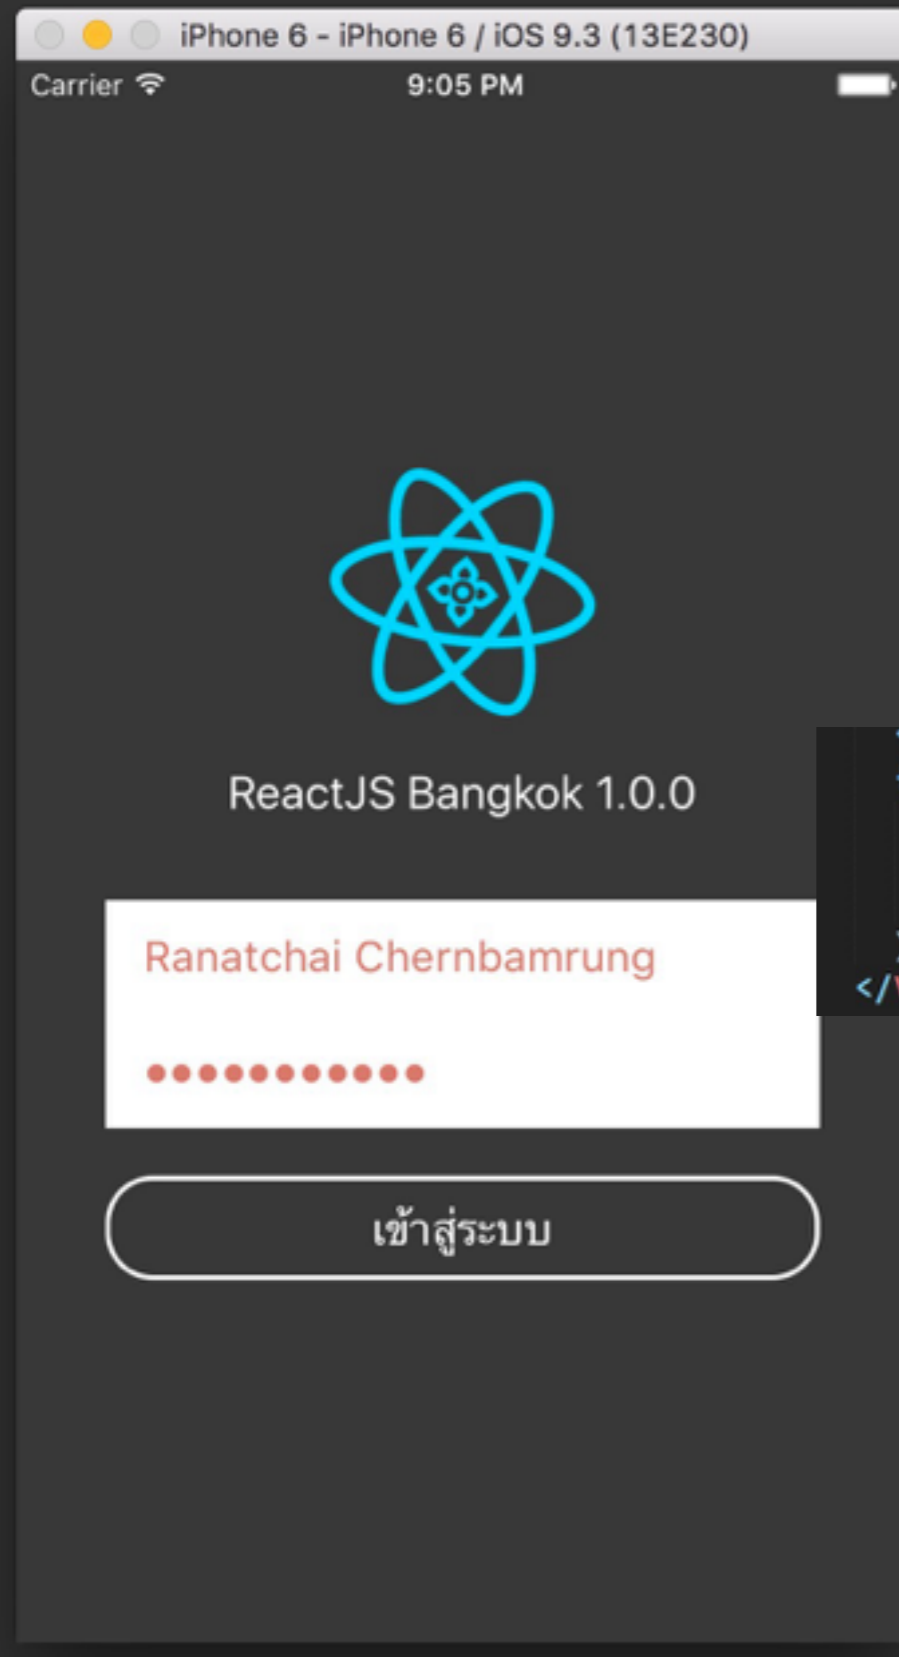 iPhone 6 - iPhone 6 / iOS 9.3 (13E230)
Carrier 9:05 PM
ReactJS Bangkok 1.0.0
Ranatchai Chernbamrung
•••••••••••
เข้าสู่ระบบ
</